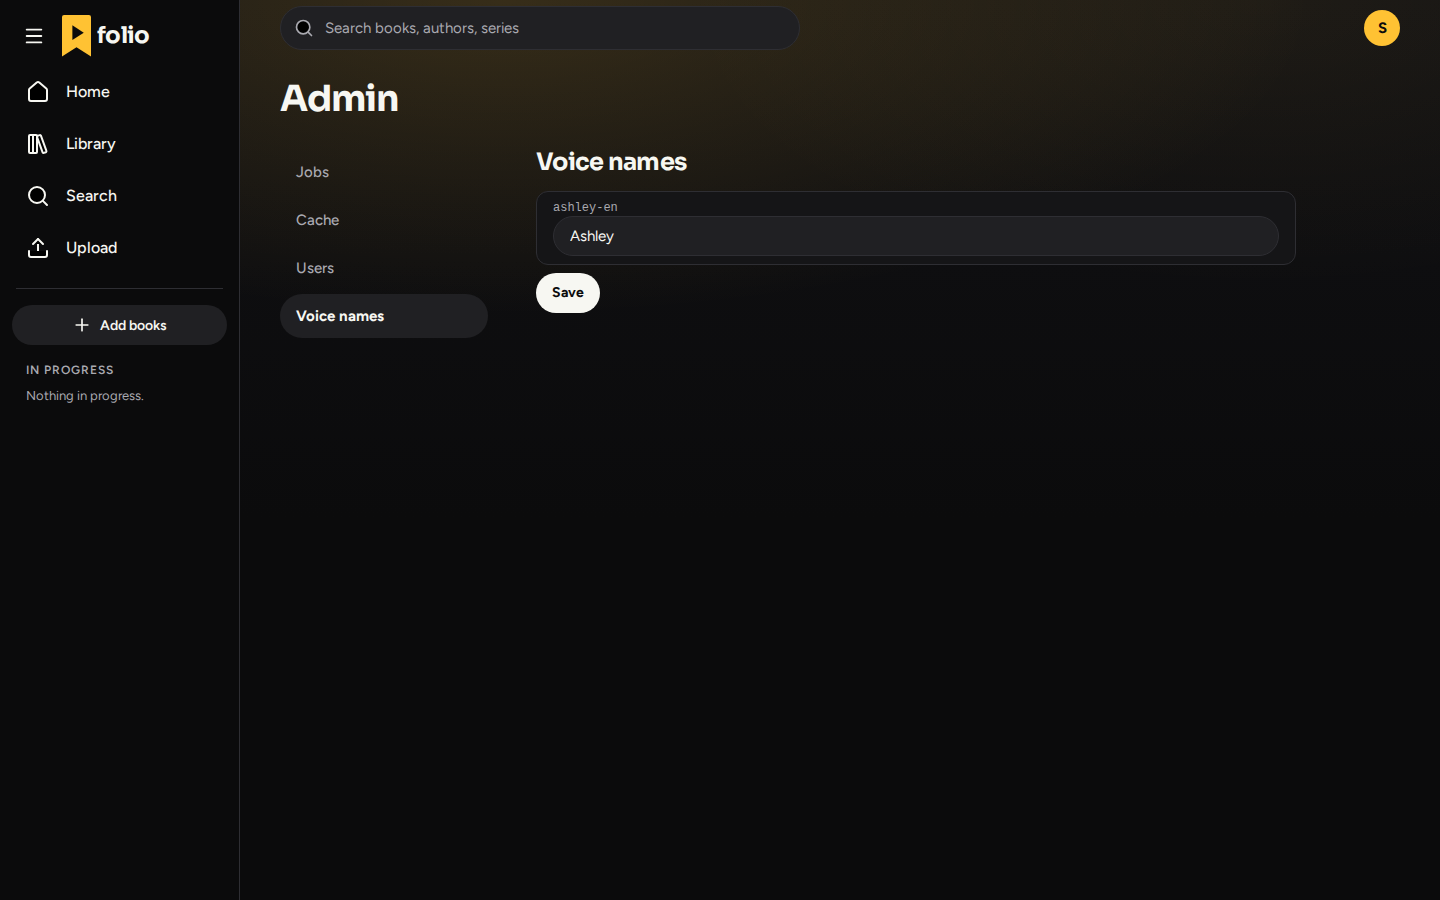 folio
Home
Library
Search
Upload
Add books
IN PROGRESS
Nothing in progress.
Search books, authors, series
S
Admin
Jobs
Cache
Users
Voice names
Voice names
ashley-en
Ashley
Save